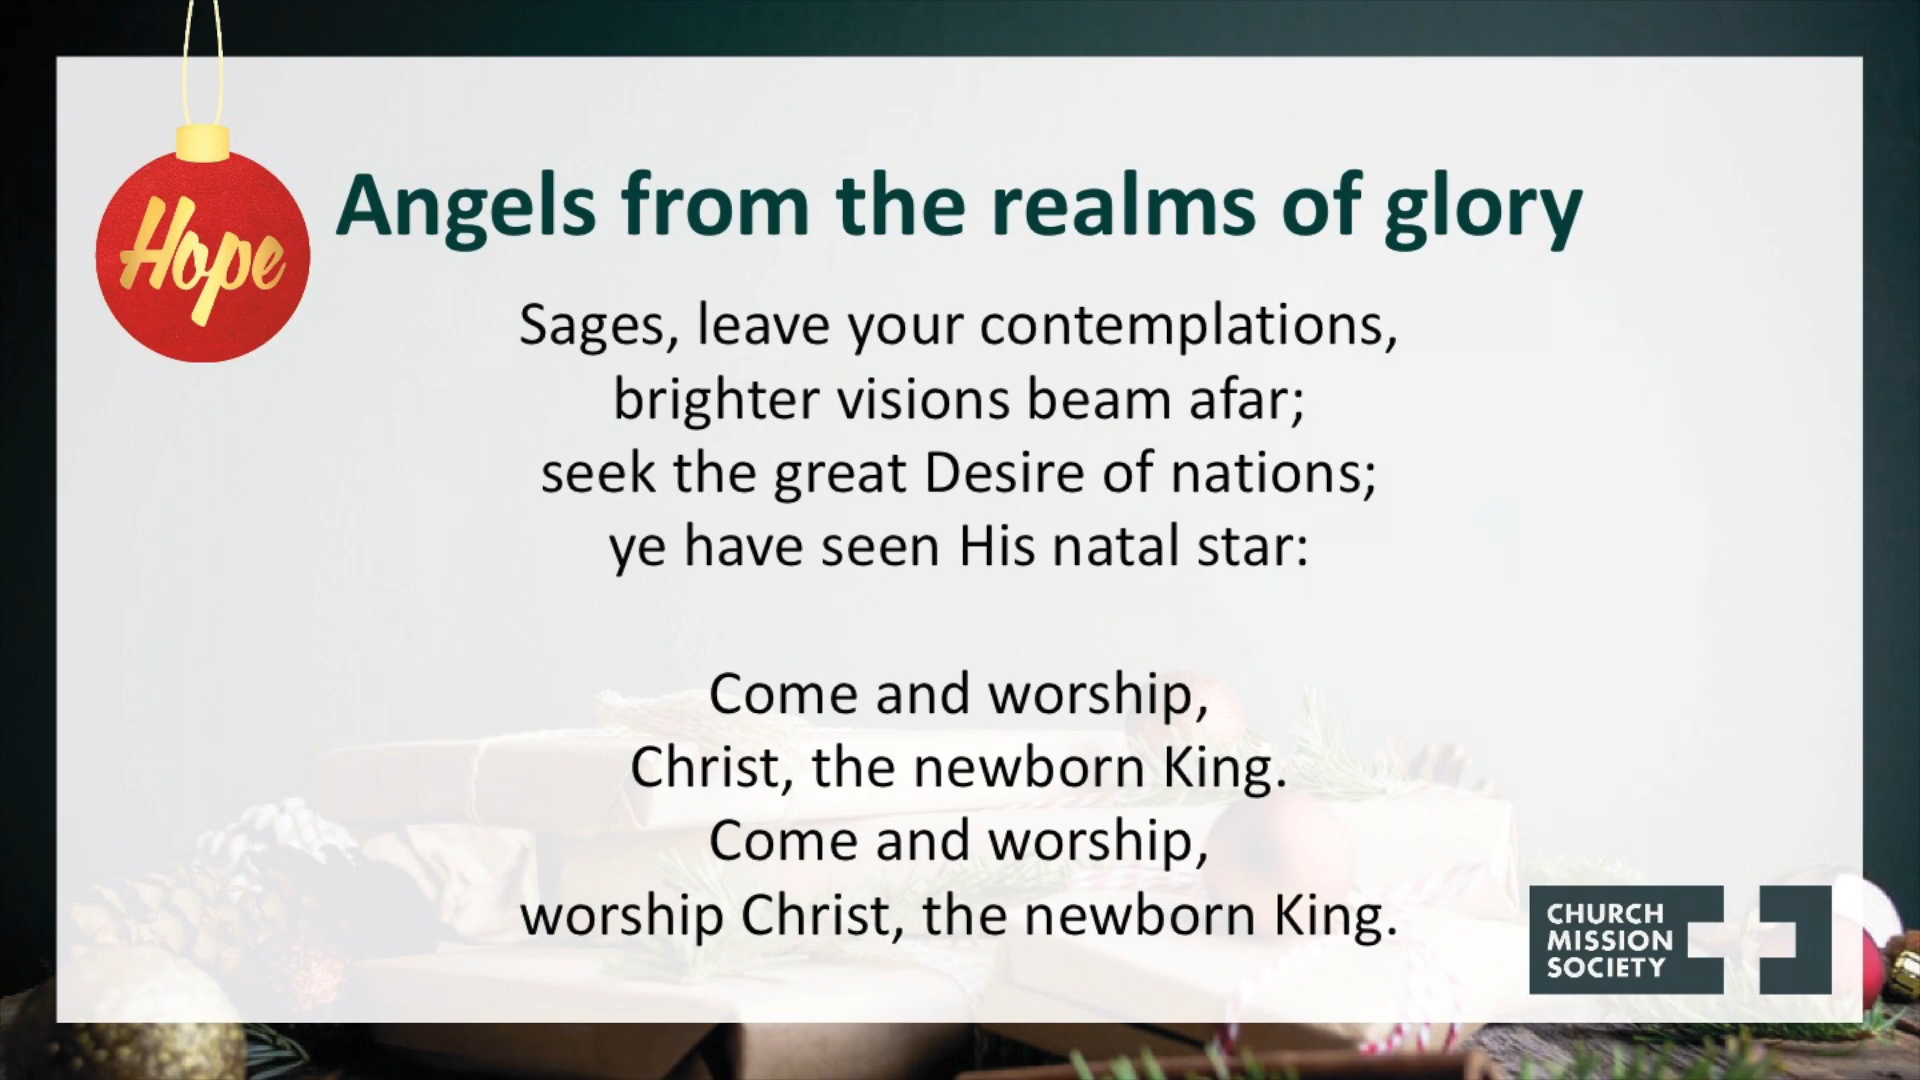 Hope
Angels from the realms of glory
Sages, leave your contemplations,
brighter visions beam afar;
seek the great Desire of nations;
ye have seen His natal star:
Come and worship,
Christ, the newborn King.
Come and worship,
worship Christ, the newborn King.
CHURCH
MISSION
SOCIETY